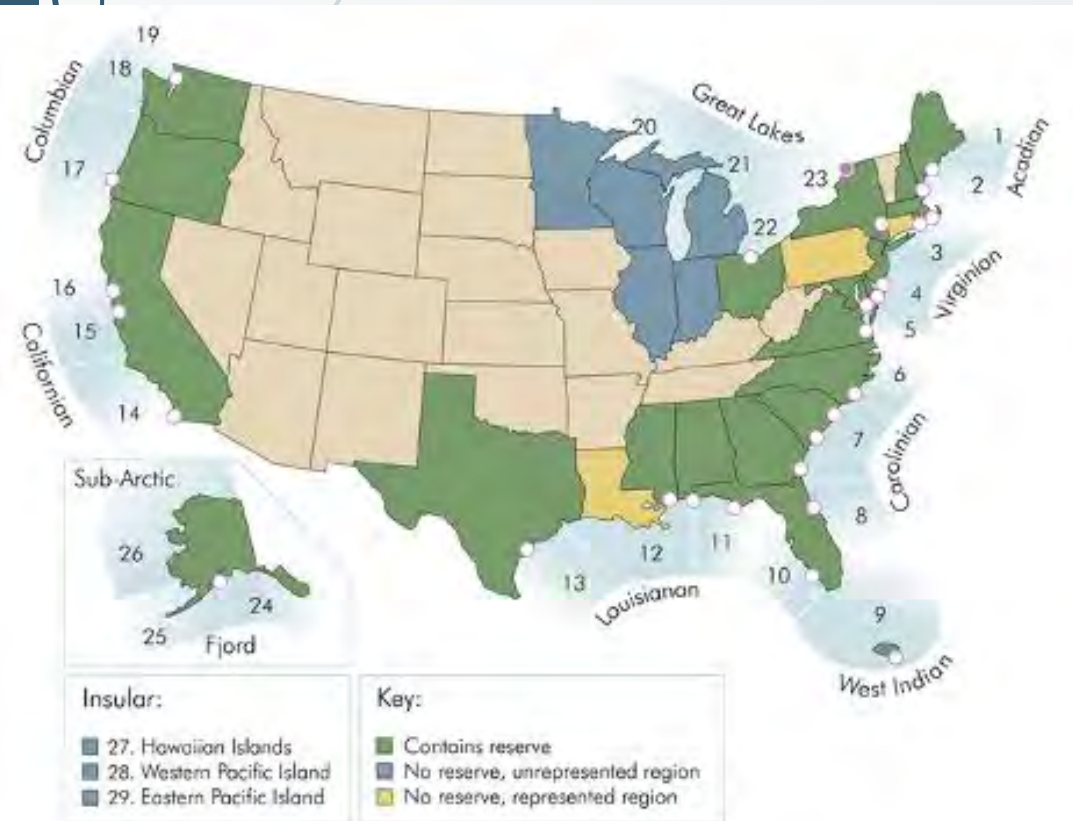 19
18
Columbian
17
16
15
Californian
14
Great Lakes
20
21
22
23
1
Acadian
2
3
Virginian
4
5
6
7
Carolinian
8
Sub-Arctic
26
24
25
Fjord
13
12
11
10
Louisianan
9
West Indian
Insular:
27. Hawaiian Islands
28. Western Pacific Island
29. Eastern Pacific Island
Key:
Contains reserve
No reserve, unrepresented region
No reserve, represented region